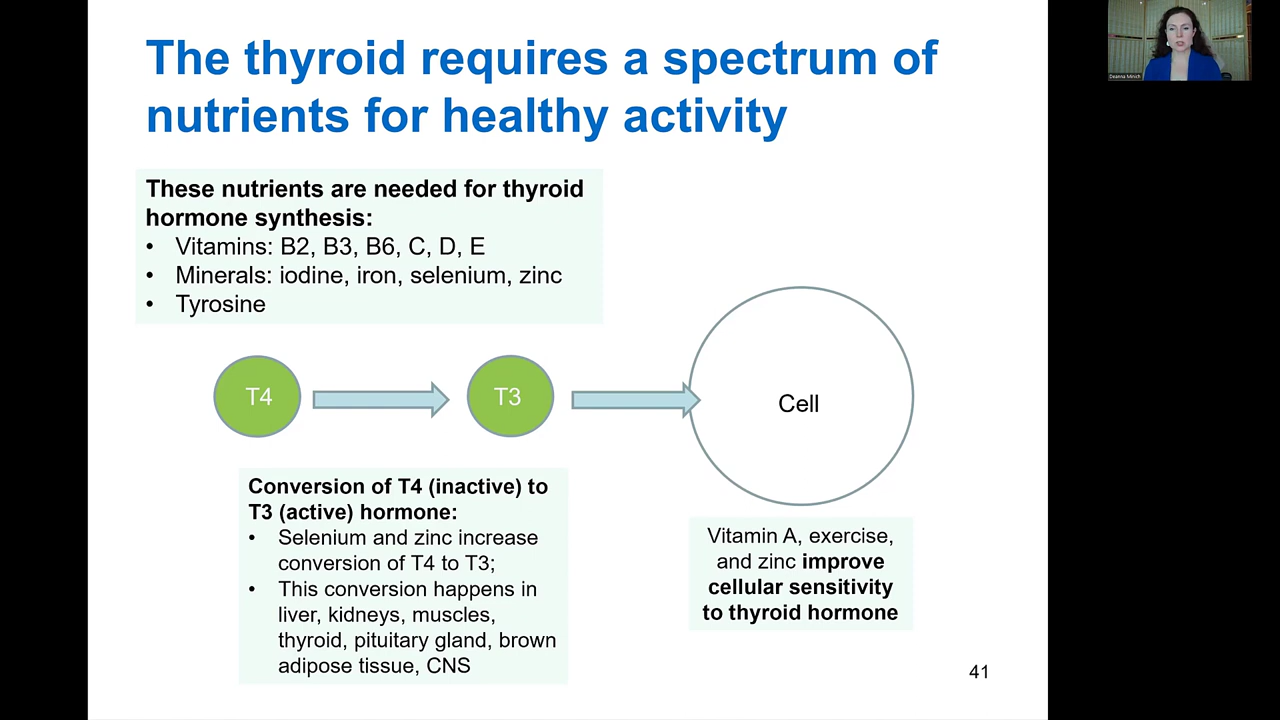 The thyroid requires a spectrum of
nutrients for healthy activity
These nutrients are needed for thyroid
hormone synthesis:
• Vitamins: B2, B3, B6, C, D, E
• Minerals: iodine, iron, selenium, zinc
• Tyrosine
T4
T3
Cell
Conversion of T4 (inactive) to
T3 (active) hormone:
• Selenium and zinc increase
conversion of T4 to T3;
• This conversion happens in
liver, kidneys, muscles,
thyroid, pituitary gland, brown
adipose tissue, CNS
Vitamin A, exercise,
and zinc improve
cellular sensitivity
to thyroid hormone
41
Deanna Minich